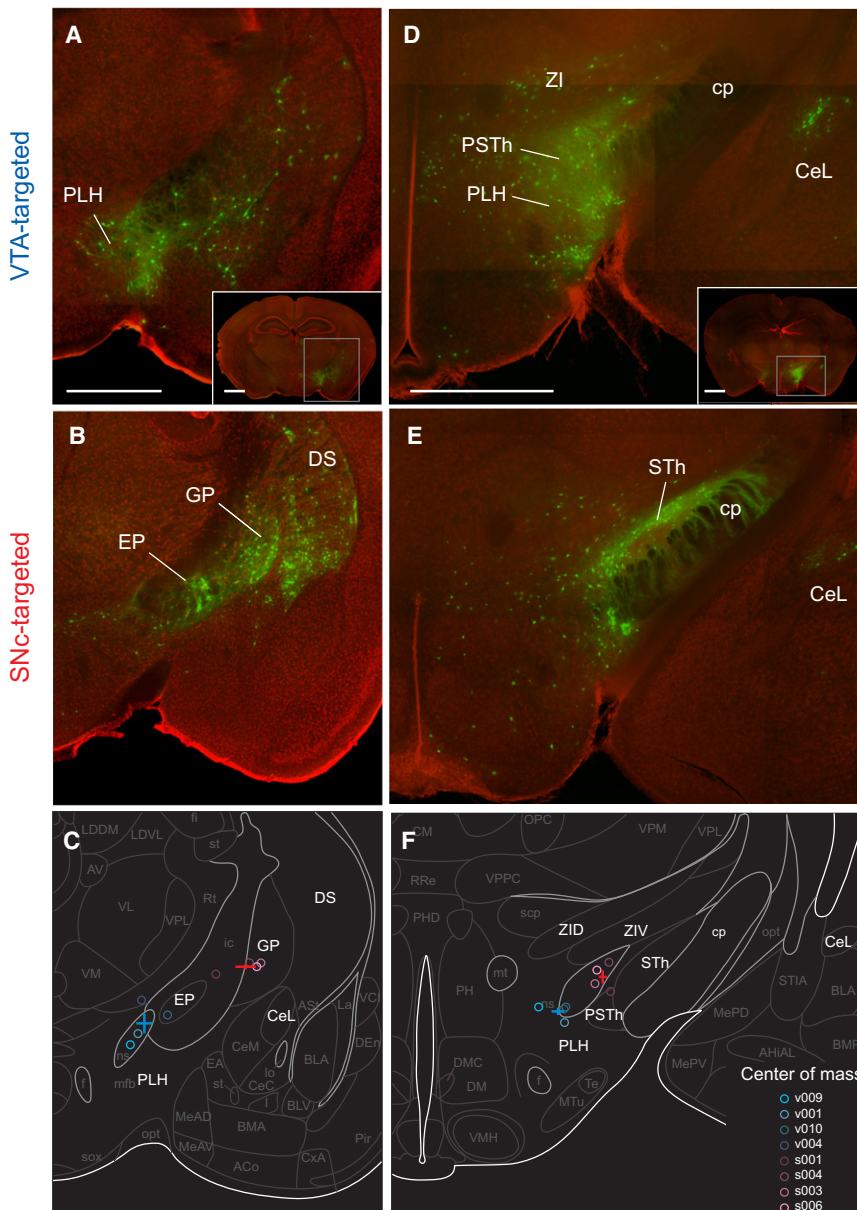 VTA-targeted
A
PLH
D
ZI
cp
PSTh
PLH
CeL
SNc-targeted
B
DS
GP
EP
E
STh
cp
CeL
C
LDDM
LDVL
fi
st
AV
VL
Rt
VPL
DS
ic
GP
VM
EP
CeL
ASt
La
VCl
DEn
CeM
BLA
ns
EA
lo
f
mfb
PLH
st
CeC
I
BLV
MeAD
BMA
MeAV
opt
sox
ACo
CxA
Pir
F
CM
OPC
VPM
VPL
RRe
VPPC
PHD
scp
ZID
ZIV
cp
opt
CeL
mt
STh
STIA
PH
ns
BLA
PSTh
MePD
PLH
DMC
MePV
AHiAL
DM
f
Te
MTu
VMH
Center of mass
v009
v001
v010
v004
s001
s004
s003
s006